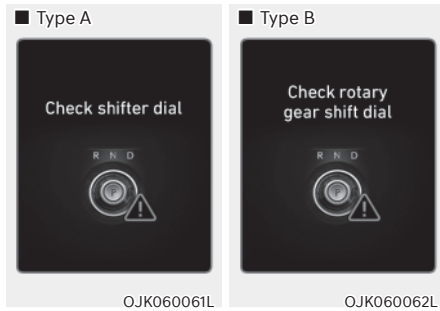 ■ Type A
Check shifter dial
R N D
P
OJK060061L
■ Type B
Check rotary
gear shift dial
R N D
P
OJK060062L